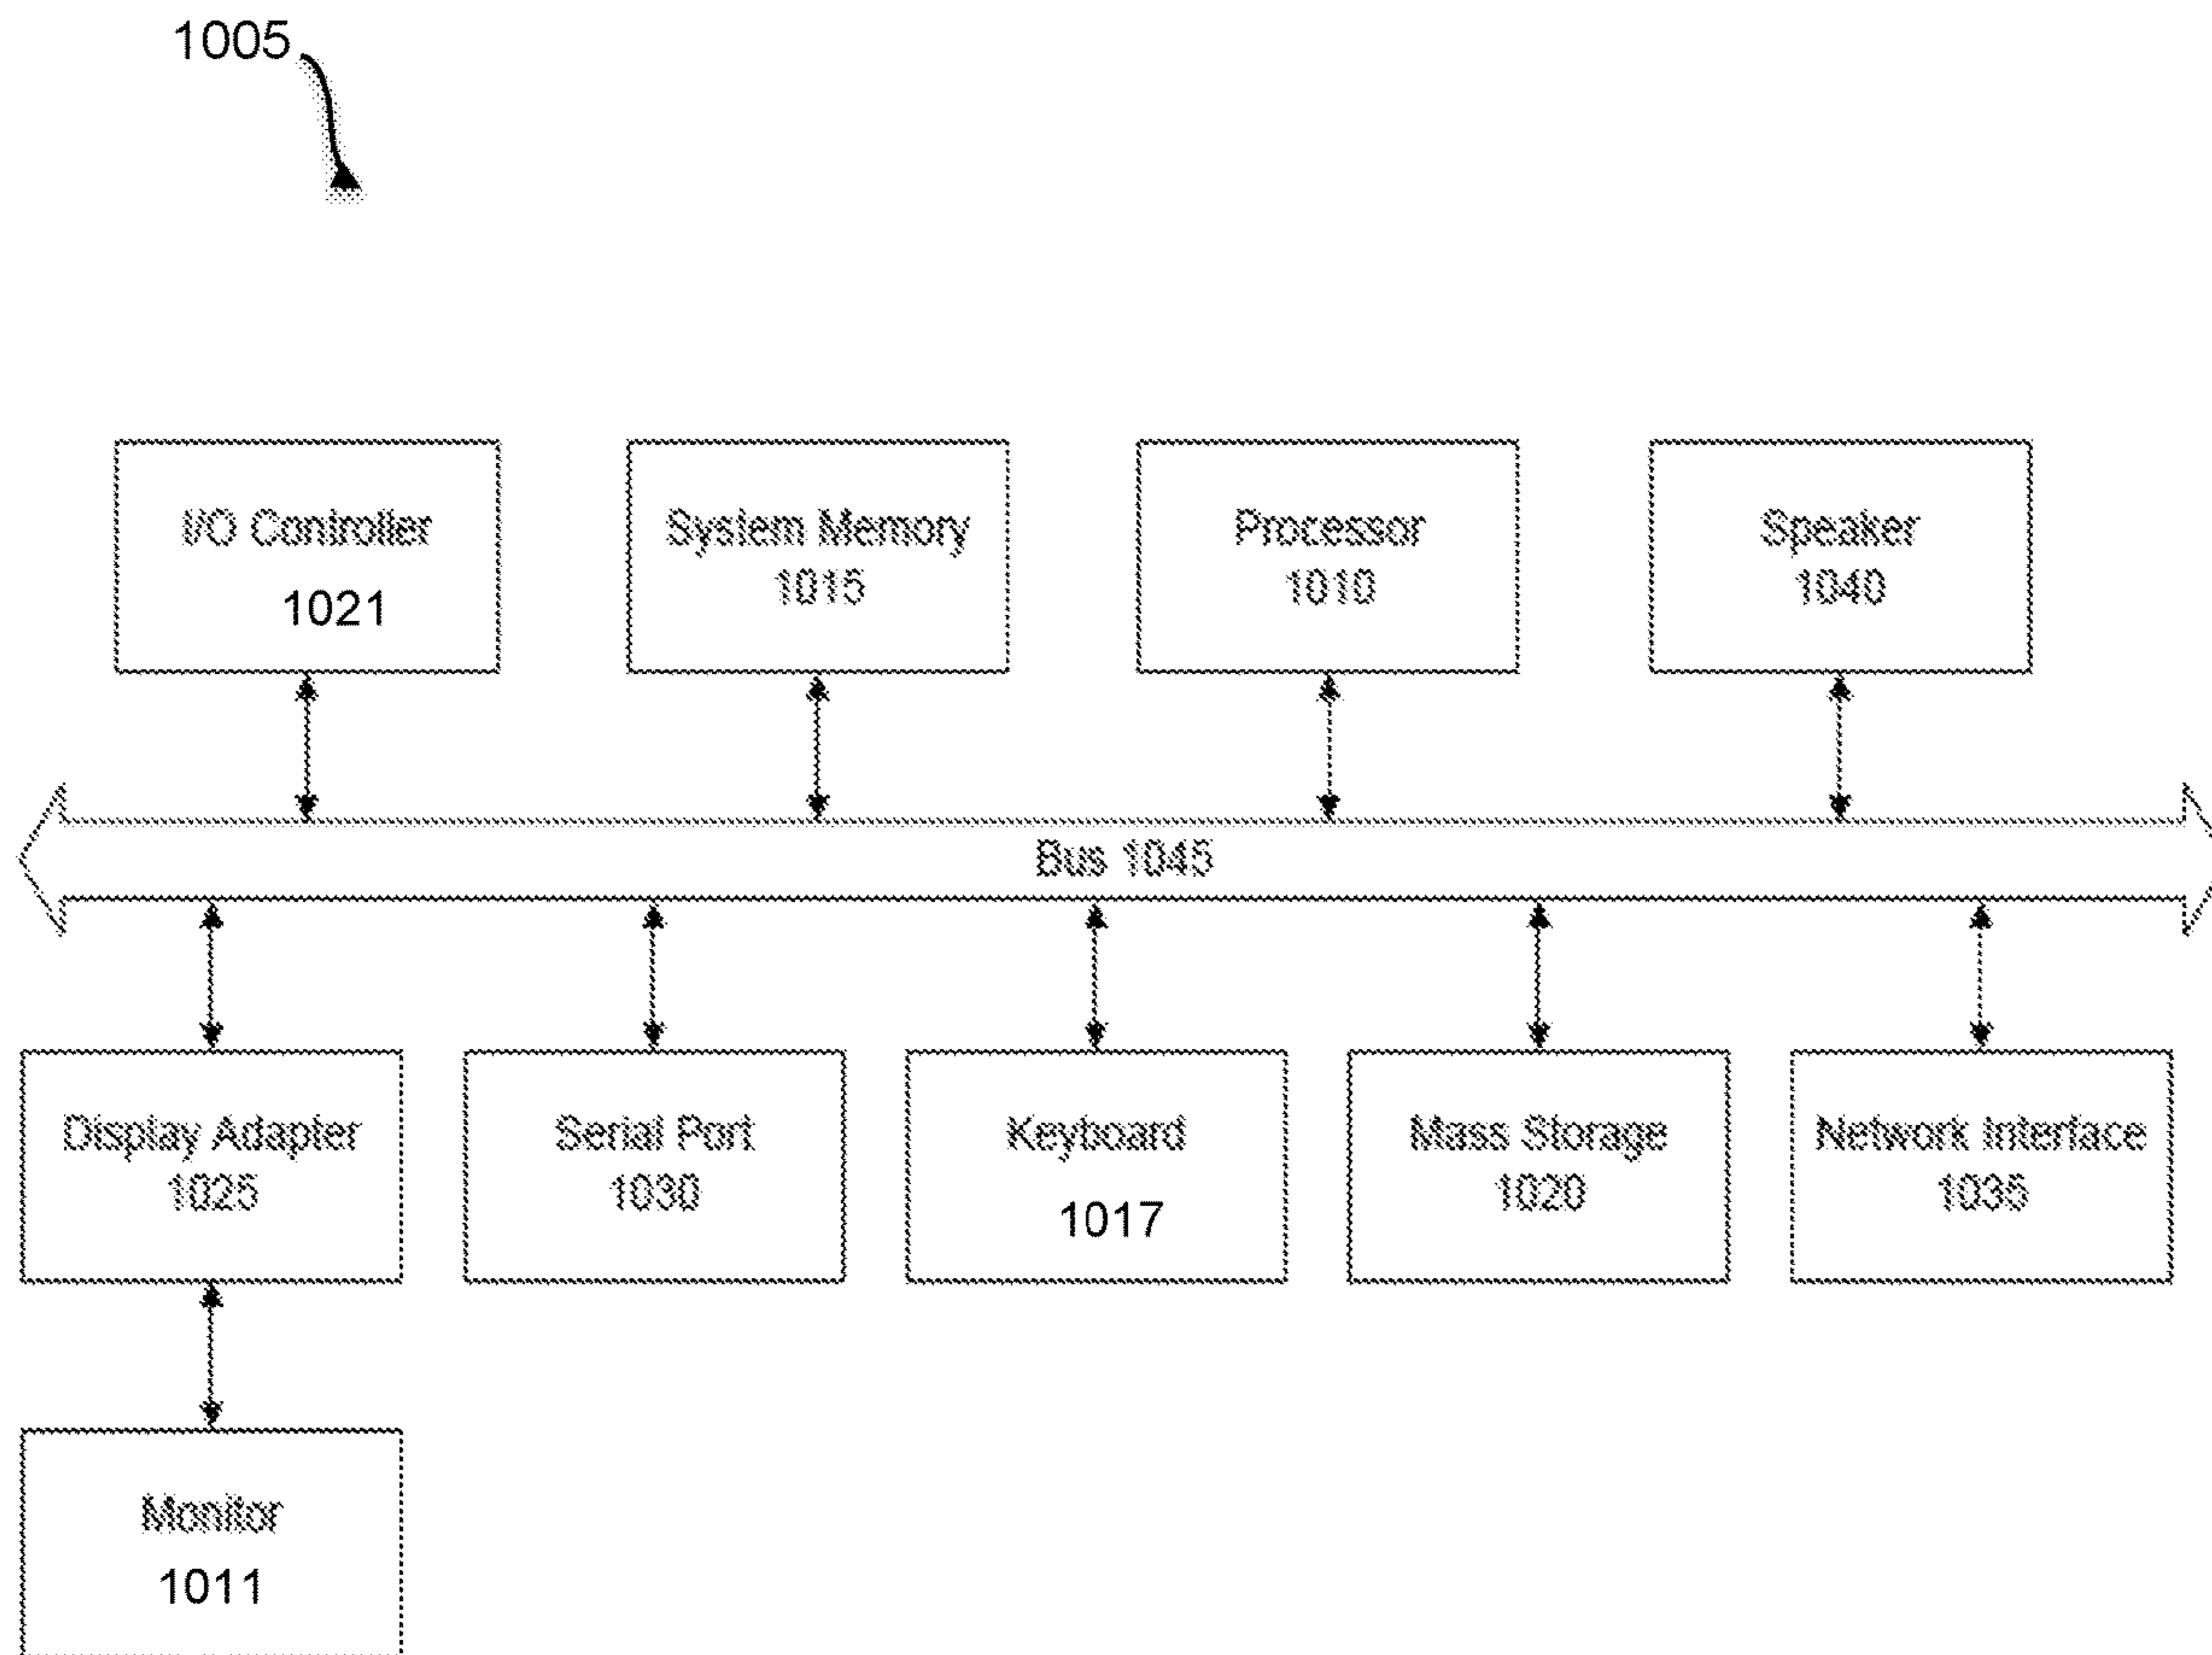 1005
I/O Controller
1021
System Memory
1015
Processor
1010
Speaker
1040
Bus 1045
Display Adapter
1025
Serial Port
1030
Keyboard
1017
Mass Storage
1020
Network Interface
1035
Monitor
1011